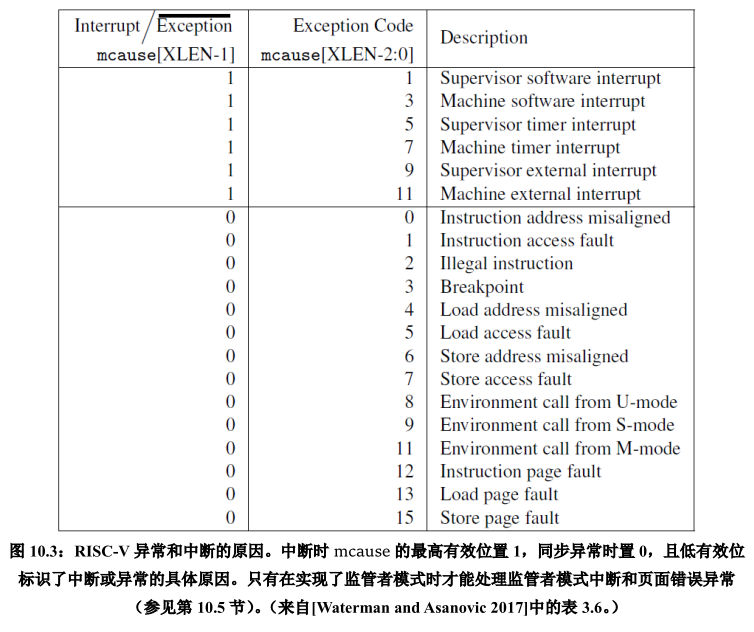 Interrupt / Exception Exception Code Description
mcause[XLEN-1] mcause[XLEN-2:0]
1 1 Supervisor software interrupt
1 3 Machine software interrupt
1 5 Supervisor timer interrupt
1 7 Machine timer interrupt
1 9 Supervisor external interrupt
1 11 Machine external interrupt
0 0 Instruction address misaligned
0 1 Instruction access fault
0 2 Illegal instruction
0 3 Breakpoint
0 4 Load address misaligned
0 5 Load access fault
0 6 Store address misaligned
0 7 Store access fault
0 8 Environment call from U-mode
0 9 Environment call from S-mode
0 11 Environment call from M-mode
0 12 Instruction page fault
0 13 Load page fault
0 15 Store page fault
图 10.3：RISC-V 异常和中断的原因。中断时 mcause 的最高有效位置 1，同步异常时置 0，且低有效位
标识了中断或异常的具体原因。只有在实现了监管者模式时才能处理监管者模式中断和页面错误异常
（参见第 10.5 节）。（来自[Waterman and Asanovic 2017]中的表 3.6。）